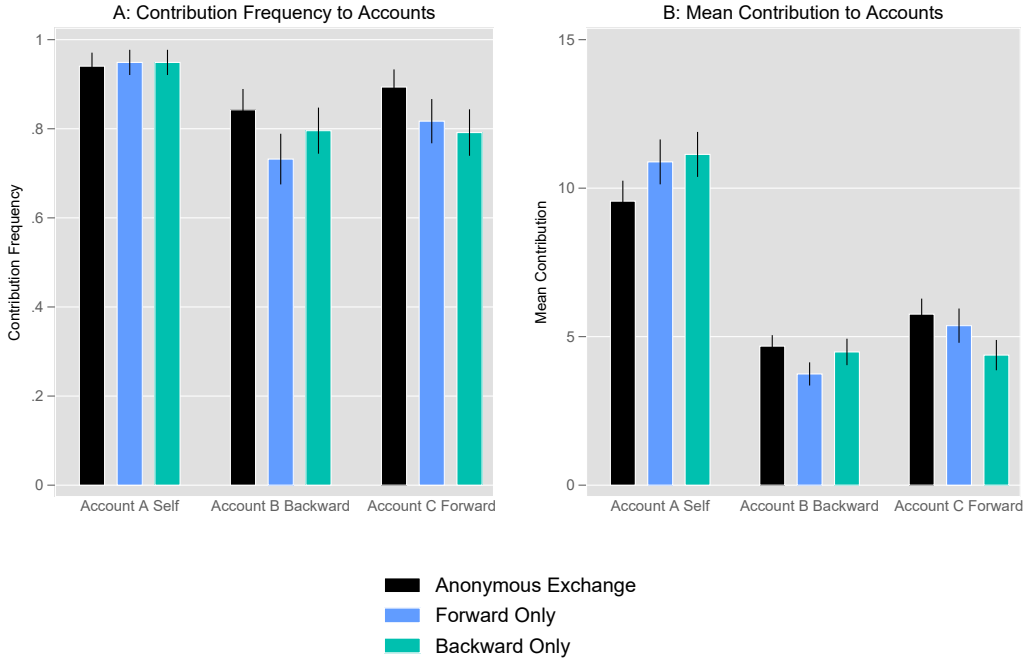 A: Contribution Frequency to Accounts
Contribution Frequency
1
.8
.6
.4
.2
0
Account A Self
Account B Backward
Account C Forward
B: Mean Contribution to Accounts
Mean Contribution
15
10
5
0
Account A Self
Account B Backward
Account C Forward
Anonymous Exchange
Forward Only
Backward Only